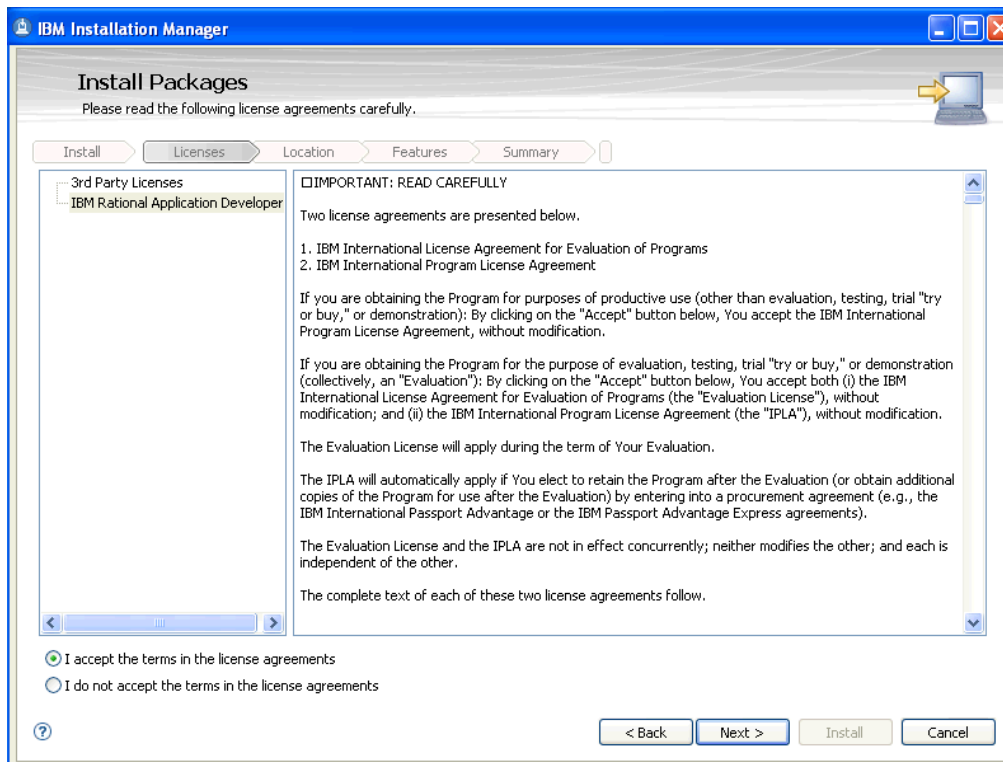 IBM Installation Manager
Install Packages
Please read the following license agreements carefully.
Install
Licenses
Location
Features
Summary
3rd Party Licenses
IBM Rational Application Developer
IMPORTANT: READ CAREFULLY
Two license agreements are presented below.
1. IBM International License Agreement for Evaluation of Programs
2. IBM International Program License Agreement
If you are obtaining the Program for purposes of productive use (other than evaluation, testing, trial "try
or buy," or demonstration): By clicking on the "Accept" button below, You accept the IBM International
Program License Agreement, without modification.
If you are obtaining the Program for the purpose of evaluation, testing, trial "try or buy," or demonstration
(collectively, an "Evaluation"): By clicking on the "Accept" button below, You accept both (i) the IBM
International License Agreement for Evaluation of Programs (the "Evaluation License"), without
modification; and (ii) the IBM International Program License Agreement (the "IPLA"), without modification.
The Evaluation License will apply during the term of Your Evaluation.
The IPLA will automatically apply if You elect to retain the Program after the Evaluation (or obtain additional
copies of the Program for use after the Evaluation) by entering into a procurement agreement (e.g., the
IBM International Passport Advantage or the IBM Passport Advantage Express agreements).
The Evaluation License and the IPLA are not in effect concurrently; neither modifies the other; and each is
independent of the other.
The complete text of each of these two license agreements follow.
I accept the terms in the license agreements
I do not accept the terms in the license agreements
?
< Back
Next >
Install
Cancel